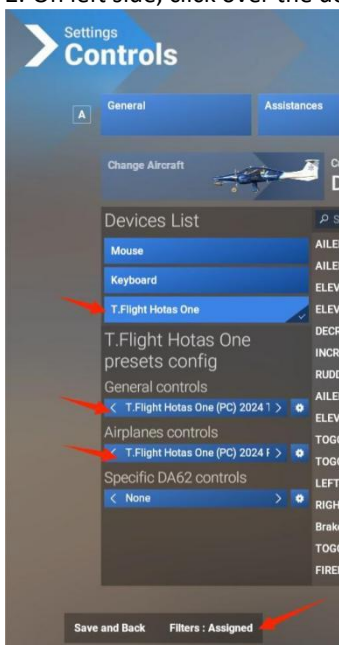 Settings
Controls
A
General
Assistances
Change Aircraft
Devices List
Mouse
Keyboard
T.Flight Hotas One
T.Flight Hotas One
presets config
General controls
< T.Flight Hotas One (PC) 2024 >
Airplanes controls
< T.Flight Hotas One (PC) 2024 >
Specific DA62 controls
< None >
AILE
AILE
ELEV
ELEV
DECR
INCR
RUDD
AILE
ELEV
TOGG
TOGG
LEFT
RIGH
Brake
TOGG
FIREI
Save and Back
Filters : Assigned